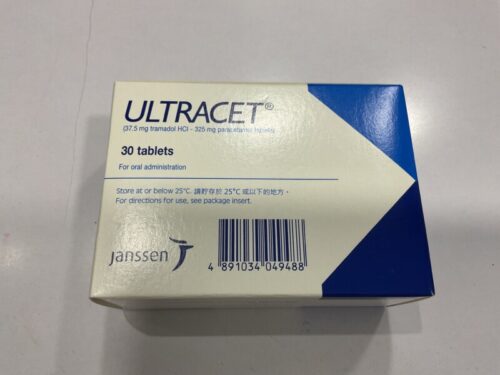 ULTRACET®
(37.5 mg tramadol HCl - 325 mg paracetamol tablets)
30 tablets
For oral administration
Store at or below 25°C. 請貯存於 25°C 或以下的地方。
For directions for use, see package insert.
janssen
4 891034 049488